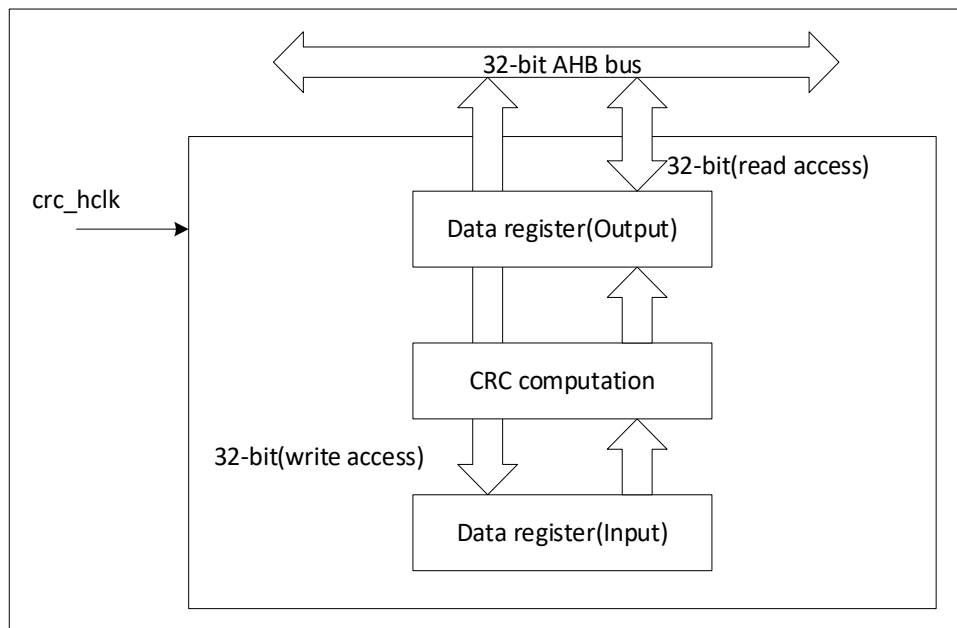 32-bit AHB bus
32-bit(read access)
crc_hclk
Data register(Output)
CRC computation
32-bit(write access)
Data register(Input)